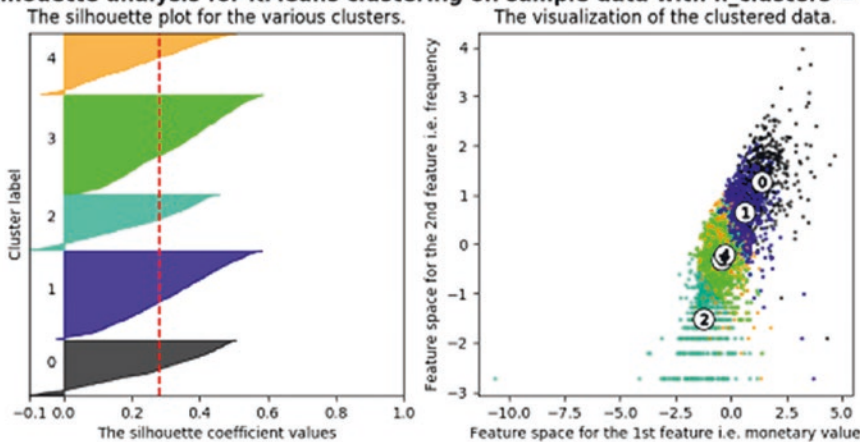 The silhouette plot for the various clusters.
4
3
2
1
0
Cluster label
−0.1 0.0 0.2 0.4 0.6 0.8 1.0
The silhouette coefficient values
The visualization of the clustered data.
4
3
2
1
0
−1
−2
−3
Feature space for the 2nd feature i.e. frequency
0
1
4
2
−10.0 −7.5 −5.0 −2.5 0.0 2.5 5.0
Feature space for the 1st feature i.e. monetary value